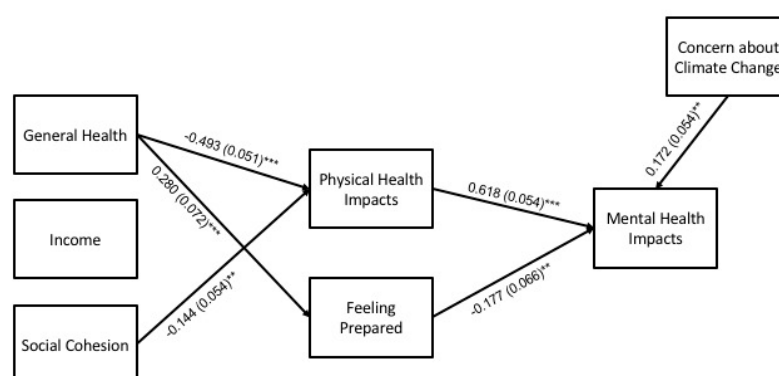 Concern about
Climate Change
General Health
-0.493 (0.051)***
0.172 (0.054)**
0.280 (0.072)***
Physical Health
Impacts
0.618 (0.054)***
Income
Mental Health
Impacts
-0.144 (0.054)**
-0.177 (0.066)**
Feeling
Prepared
Social Cohesion